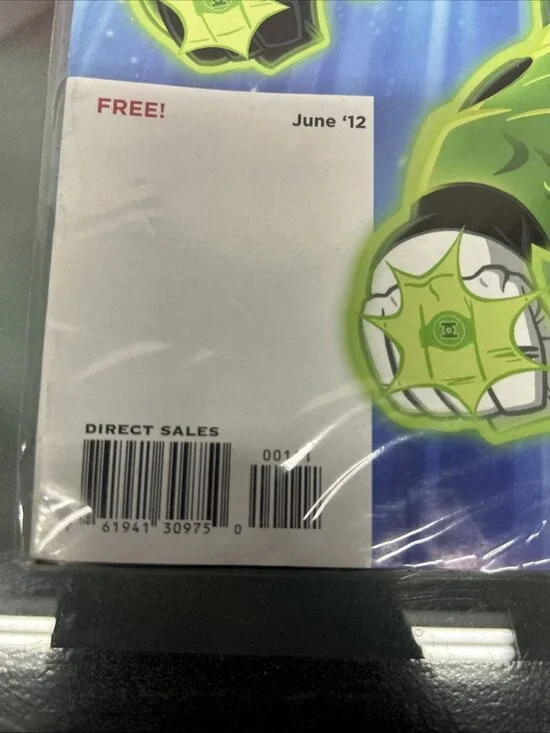 FREE!
June ‘12
DIRECT SALES
61941 30975 0